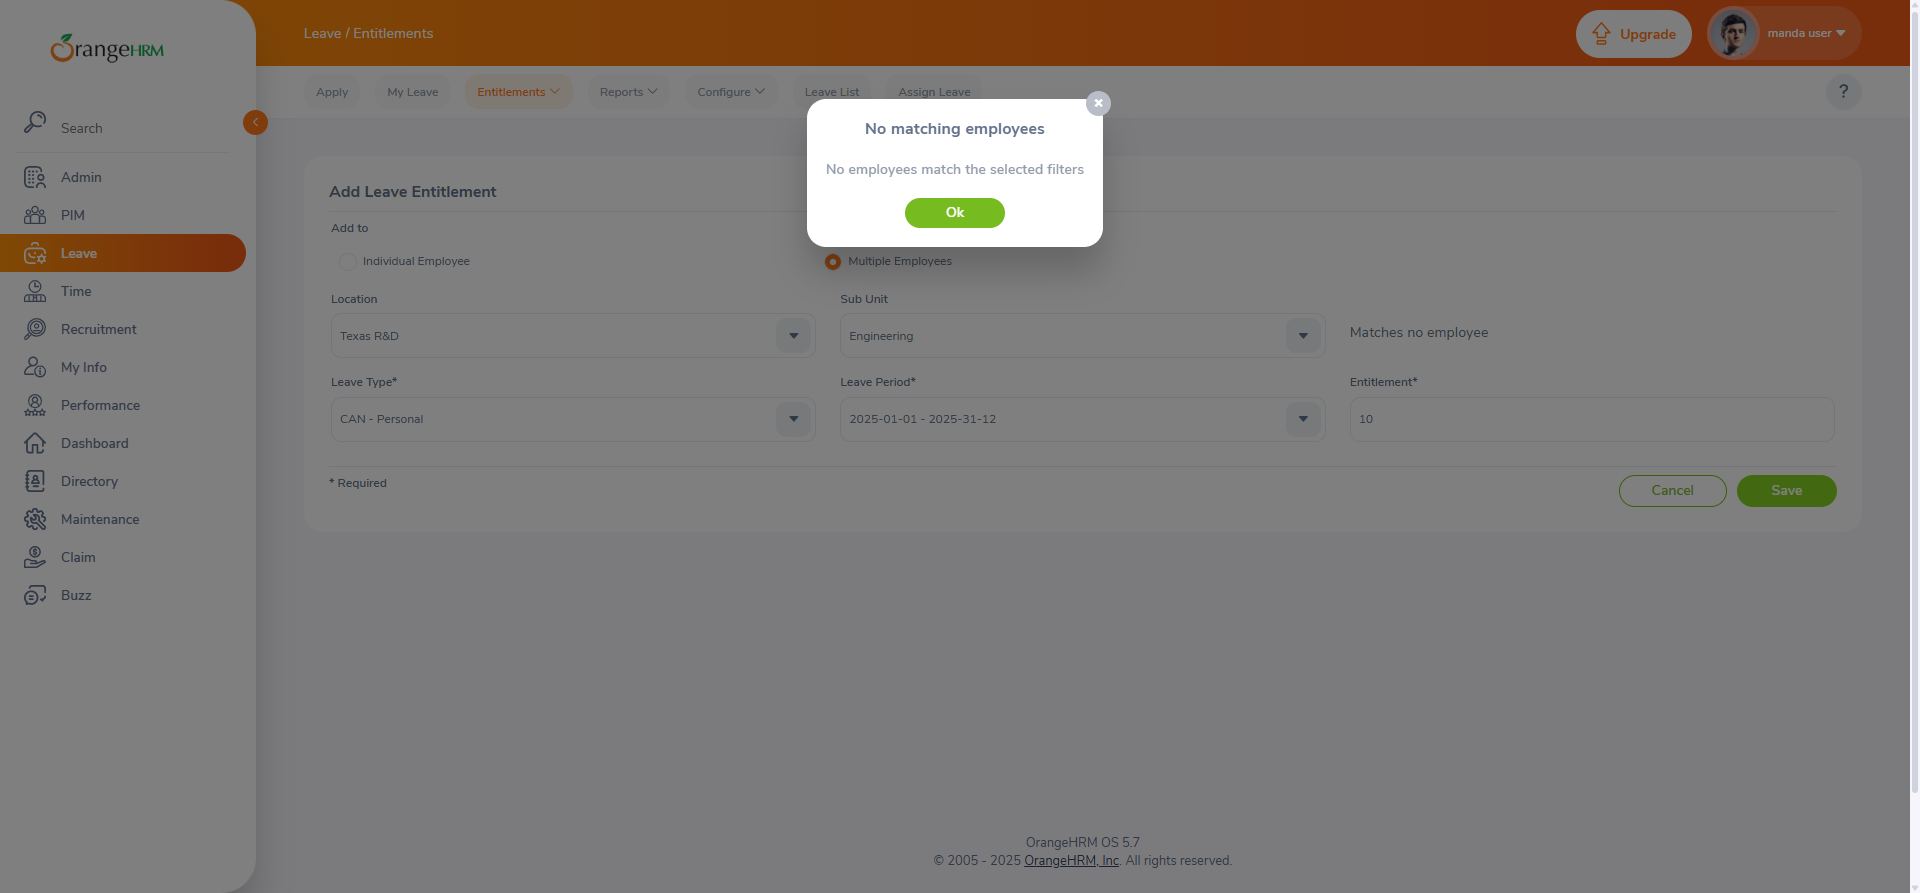 OrangeHRM
Leave / Entitlements
Upgrade
manda user
Apply
My Leave
Entitlements
Reports
Configure
Leave List
Assign Leave
?
Search
Admin
PIM
Leave
Time
Recruitment
My Info
Performance
Dashboard
Directory
Maintenance
Claim
Buzz
No matching employees
No employees match the selected filters
Ok
Add Leave Entitlement
Add to
Individual Employee
Multiple Employees
Location
Sub Unit
Texas R&D
Engineering
Matches no employee
Leave Type*
Leave Period*
Entitlement*
CAN - Personal
2025-01-01 - 2025-31-12
10
* Required
Cancel
Save
OrangeHRM OS 5.7
© 2005 - 2025 OrangeHRM, Inc. All rights reserved.